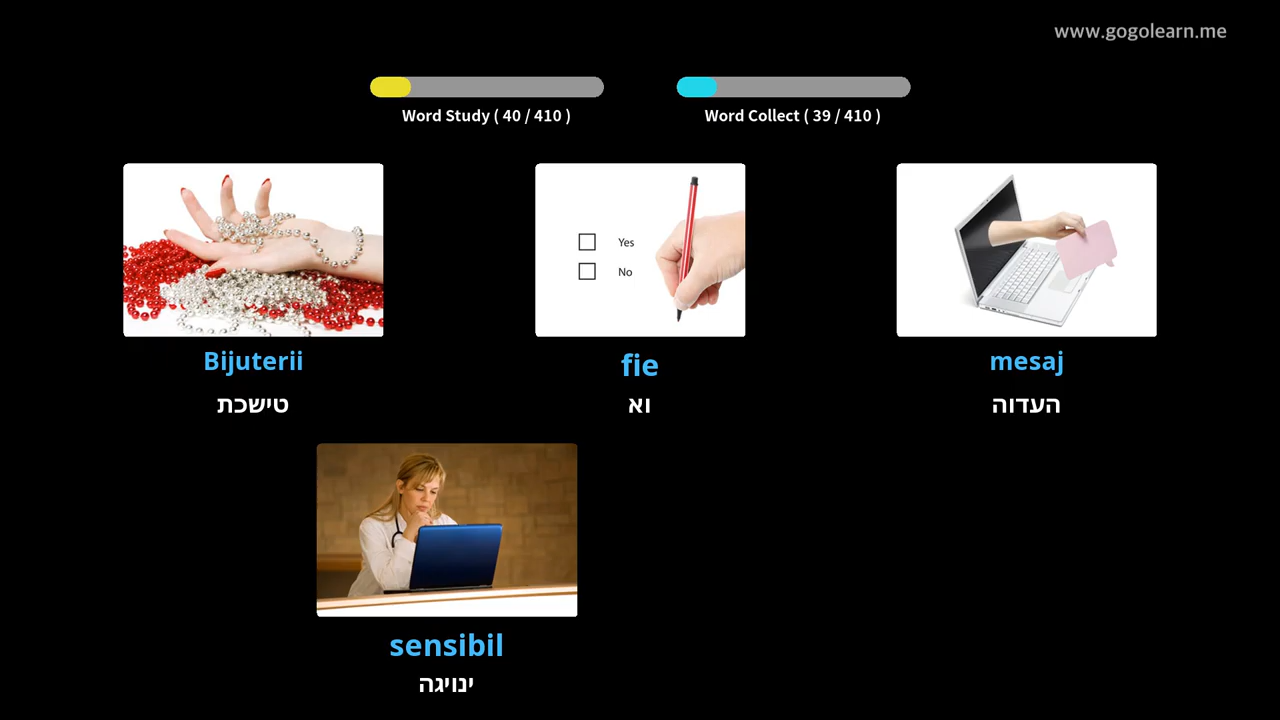 www.gogolearn.me
Word Study ( 40 / 410 )
Word Collect ( 39 / 410 )
Yes
No
Bijuterii
טישכת
fie
וא
mesaj
העדוה
sensibil
ינויגה